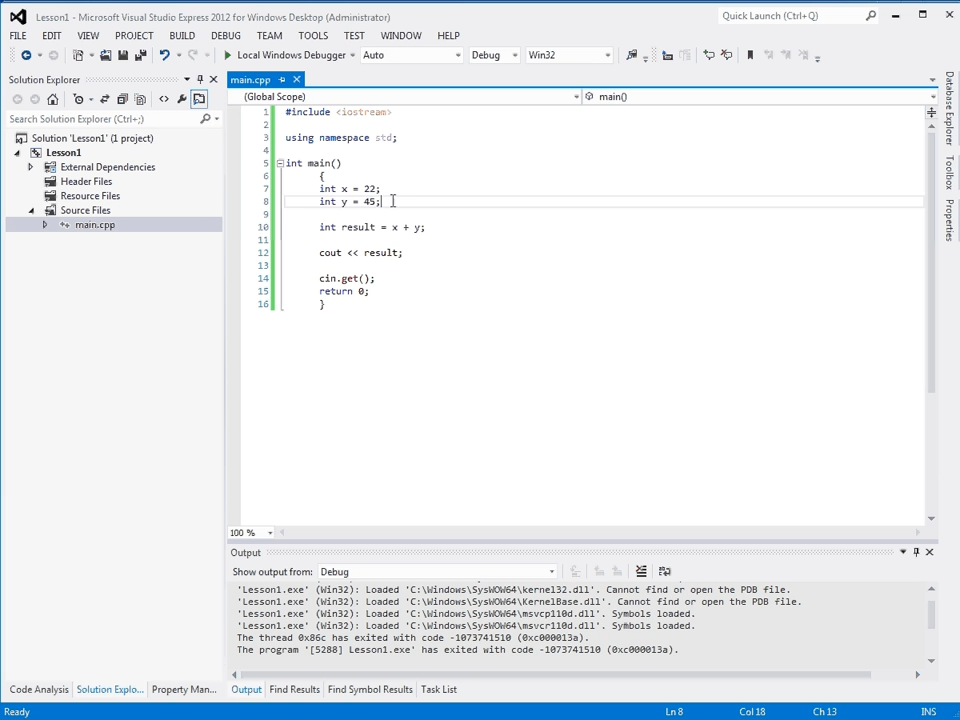 Lesson1 - Microsoft Visual Studio Express 2012 for Windows Desktop (Administrator)
Quick Launch (Ctrl+Q)
FILE EDIT VIEW PROJECT BUILD DEBUG TEAM TOOLS TEST WINDOW HELP
Local Windows Debugger Auto Debug Win32
Solution Explorer
Search Solution Explorer (Ctrl+;)
Solution 'Lesson1' (1 project)
Lesson1
External Dependencies
Header Files
Resource Files
Source Files
main.cpp
main.cpp
(Global Scope) main()
1 #include <iostream>
2
3 using namespace std;
4
5 int main()
6 {
7 int x = 22;
8 int y = 45;
9
10 int result = x + y;
11
12 cout << result;
13
14 cin.get();
15 return 0;
16 }
100 %
Database Explorer
Toolbox
Properties
Output
Show output from: Debug
'Lesson1.exe' (Win32): Loaded 'C:\Windows\SysWOW64\kernel32.dll'. Cannot find or open the PDB file.
'Lesson1.exe' (Win32): Loaded 'C:\Windows\SysWOW64\KernelBase.dll'. Cannot find or open the PDB file.
'Lesson1.exe' (Win32): Loaded 'C:\Windows\SysWOW64\msvcp110d.dll'. Symbols loaded.
'Lesson1.exe' (Win32): Loaded 'C:\Windows\SysWOW64\msvcr110d.dll'. Symbols loaded.
The thread 0x86c has exited with code -1073741510 (0xc000013a).
The program '[5288] Lesson1.exe' has exited with code -1073741510 (0xc000013a).
Code Analysis Solution Explo... Property Man...
Output Find Results Find Symbol Results Task List
Ready Ln 8 Col 18 Ch 13 INS